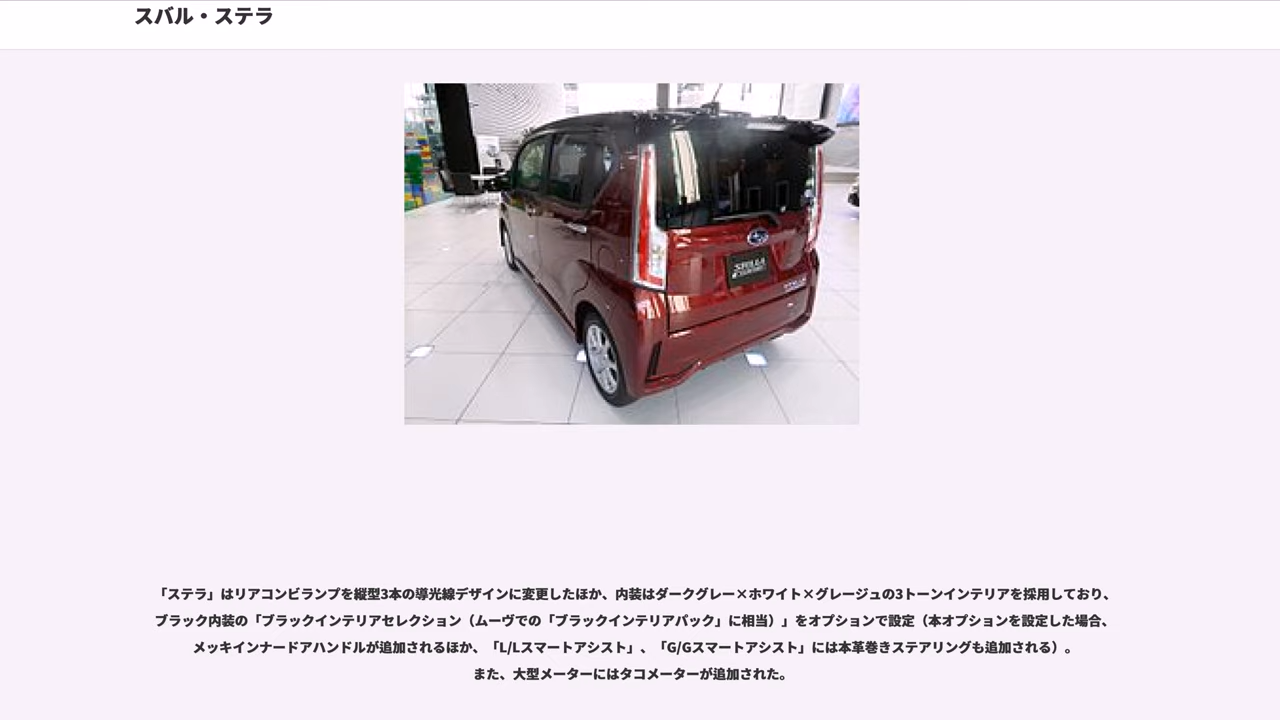 スバル・ステラ
STELLA
「ステラ」はリアコンビランプを縦型3本の導光線デザインに変更したほか、内装はダークグレー×ホワイト×グレージュの3トーンインテリアを採用しており、
ブラック内装の「ブラックインテリアセレクション（ムーヴでの「ブラックインテリアパック」に相当）」をオプションで設定（本オプションを設定した場合、
メッキインナードアハンドルが追加されるほか、「L/Lスマートアシスト」、「G/Gスマートアシスト」には本革巻きステアリングも追加される）。
また、大型メーターにはタコメーターが追加された。